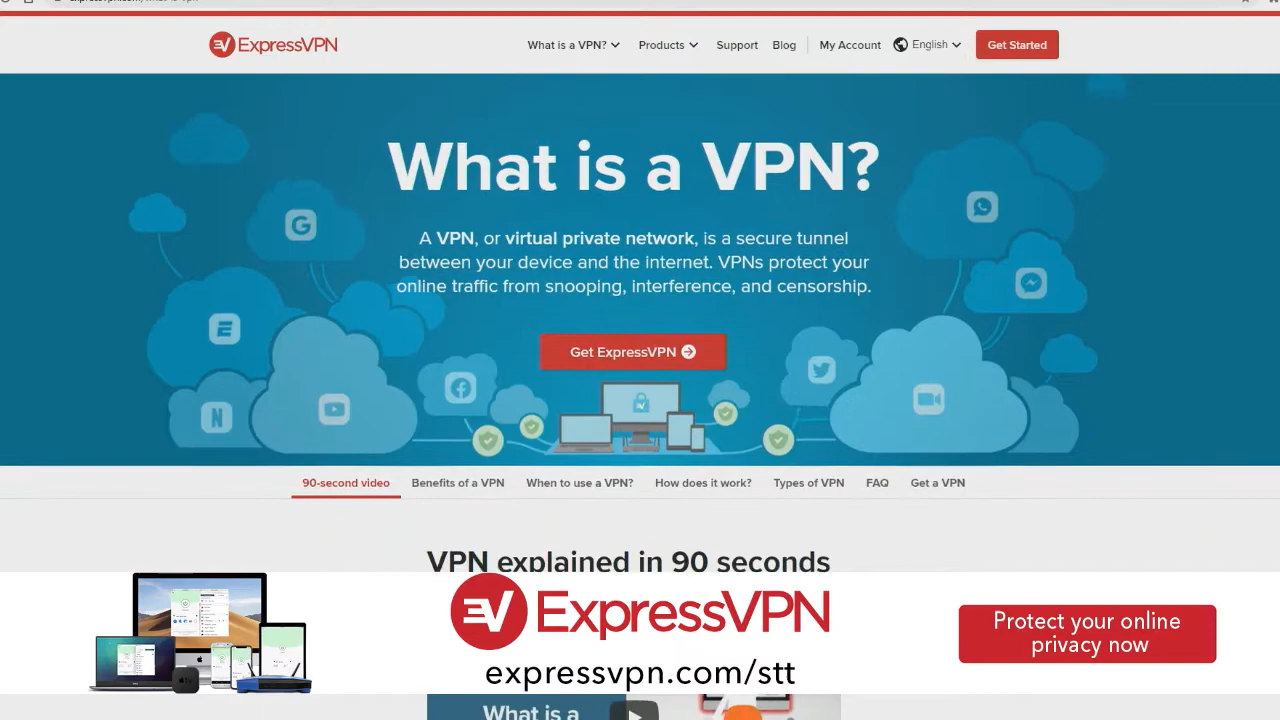 ExpressVPN
What is a VPN?
Products
Support
Blog
My Account
English
Get Started
What is a VPN?
A VPN, or virtual private network, is a secure tunnel
between your device and the internet. VPNs protect your
online traffic from snooping, interference, and censorship.
Get ExpressVPN
90-second video
Benefits of a VPN
When to use a VPN?
How does it work?
Types of VPN
FAQ
Get a VPN
VPN explained in 90 seconds
ExpressVPN
expressvpn.com/stt
Protect your online
privacy now
What is a